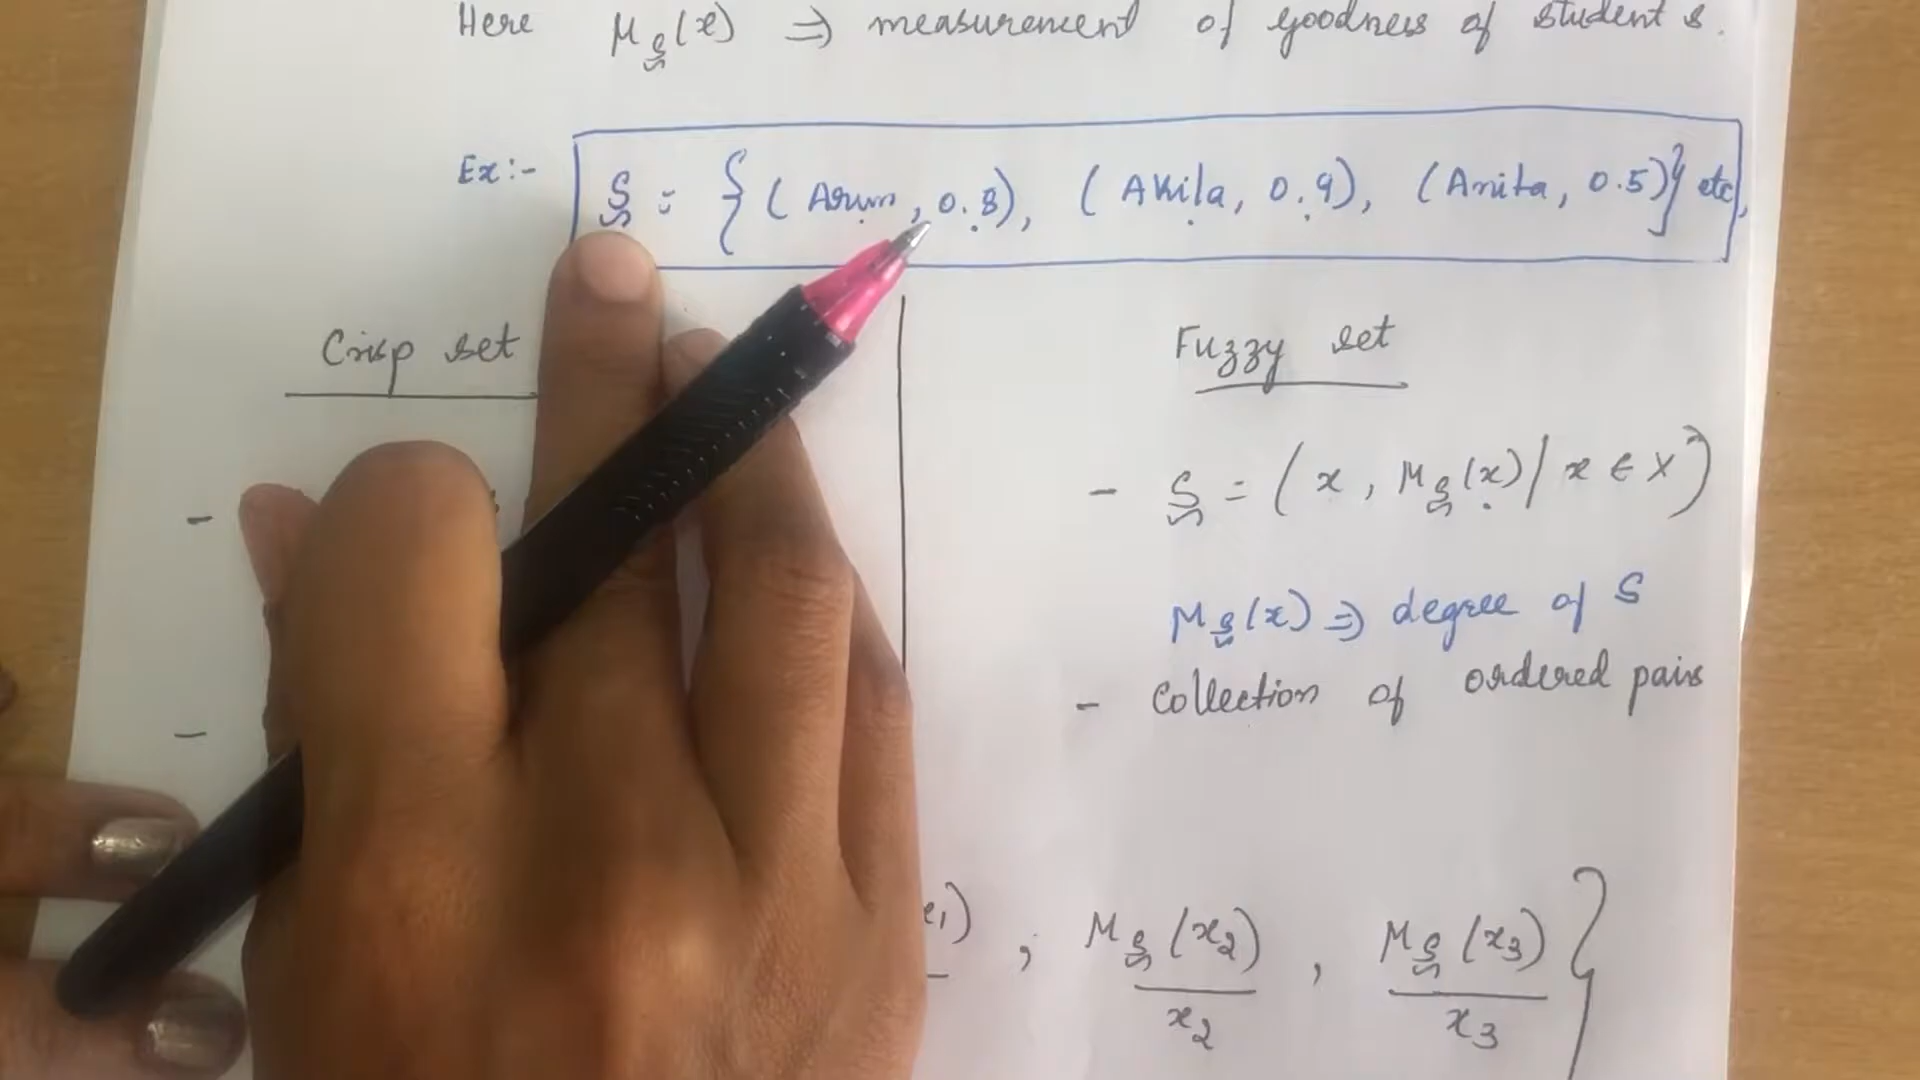 Here μS̰(x) ⇒ measurement of goodness of student s.
Ex:- S̰ = {(Arun, 0.8), (Akila, 0.9), (Anita, 0.5)} etc,
Crisp set
Fuzzy set
-
- S̰ = (x, μS̰(x) / x ∈ X)
μS̰(x) ⇒ degree of S
-
- Collection of ordered pairs
x1) , μS̰(x2) / x2 , μS̰(x3) / x3 }